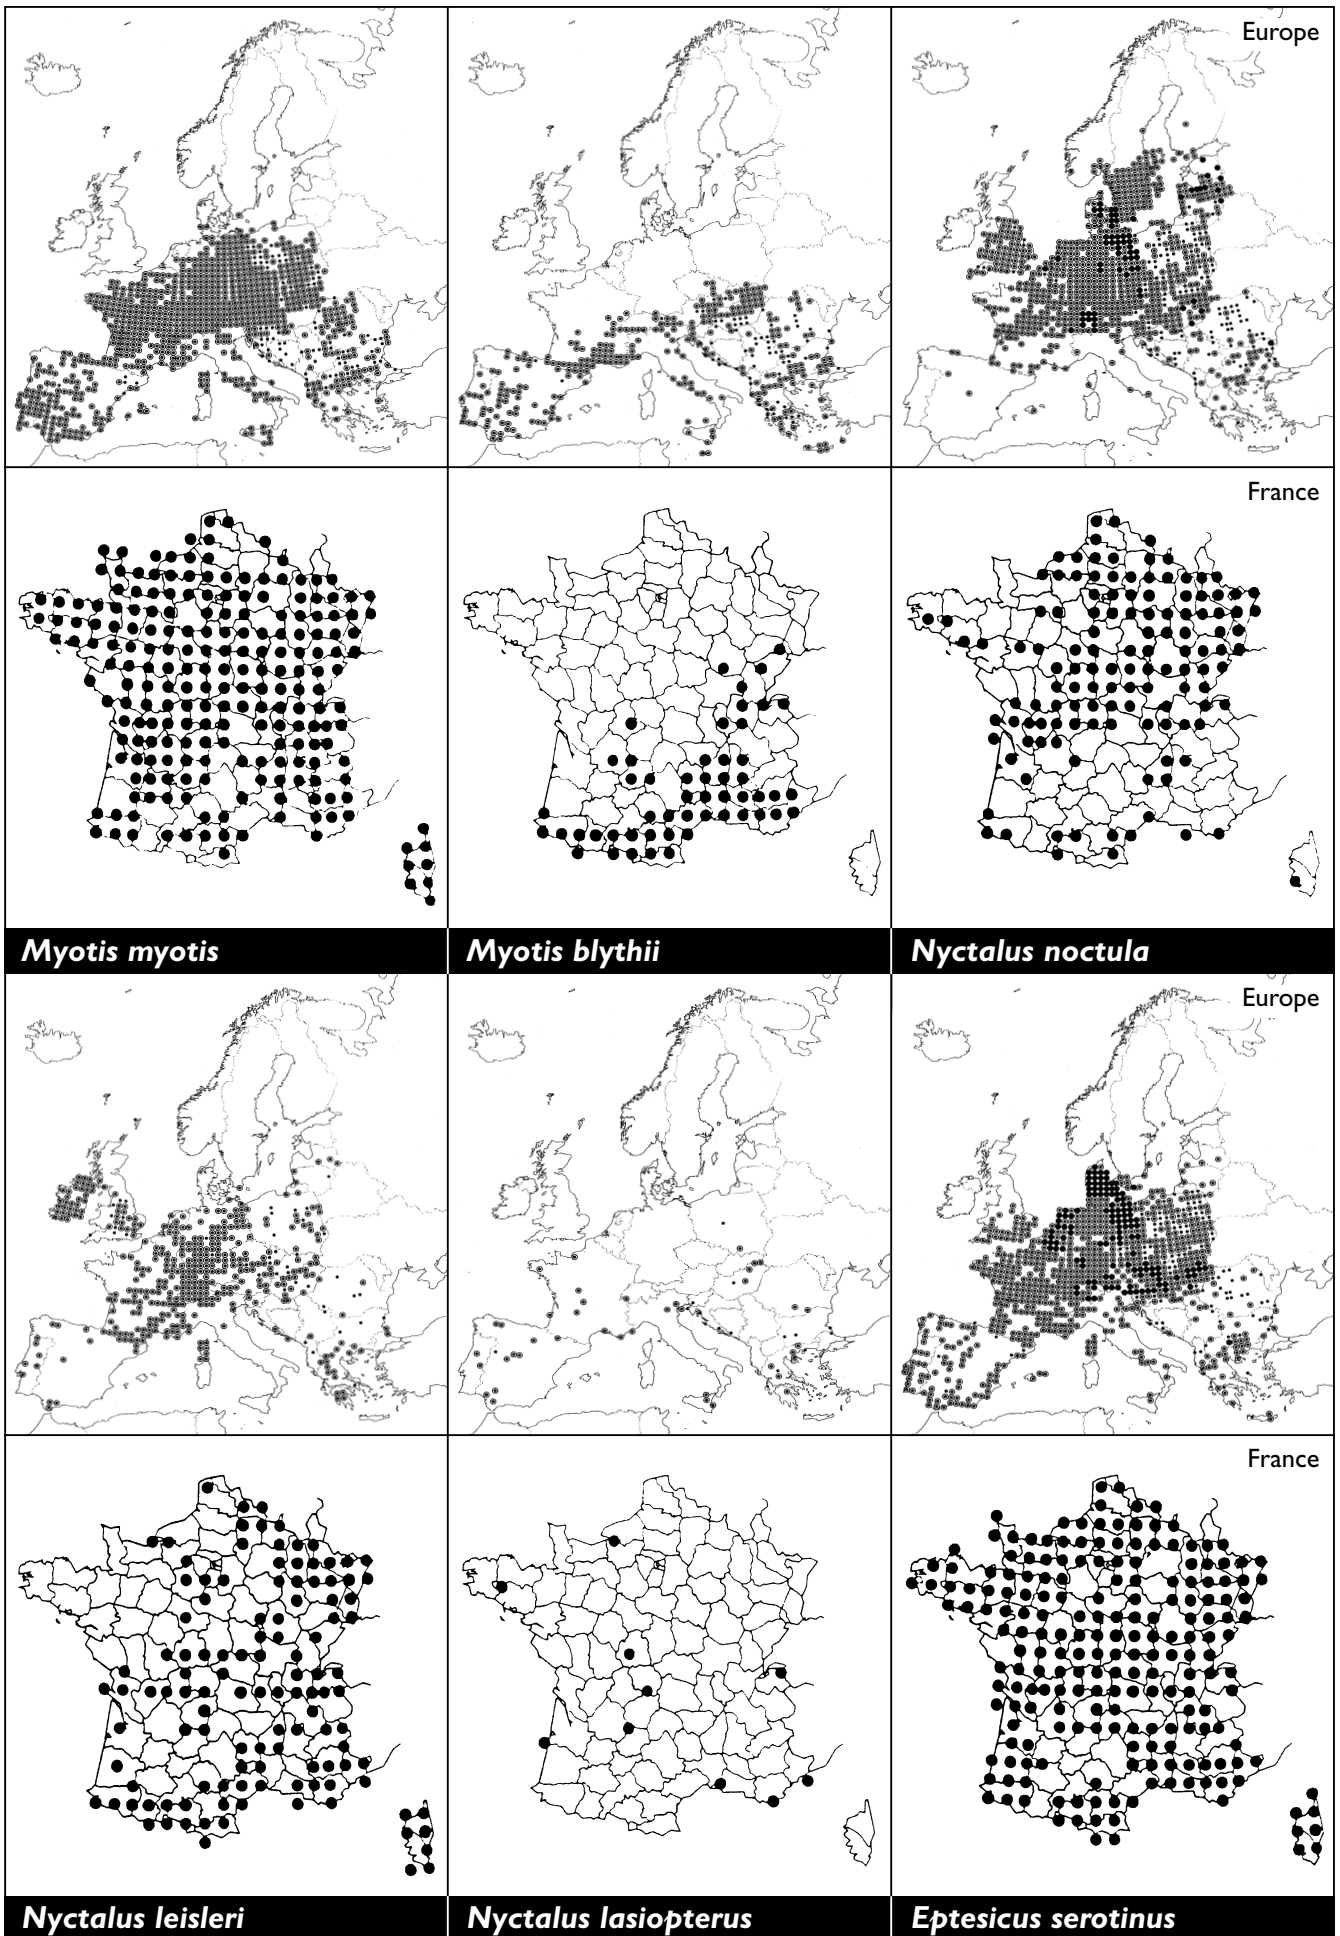 Europe
France
Myotis myotis
Myotis blythii
Nyctalus noctula
Europe
France
Nyctalus leisleri
Nyctalus lasiopterus
Eptesicus serotinus